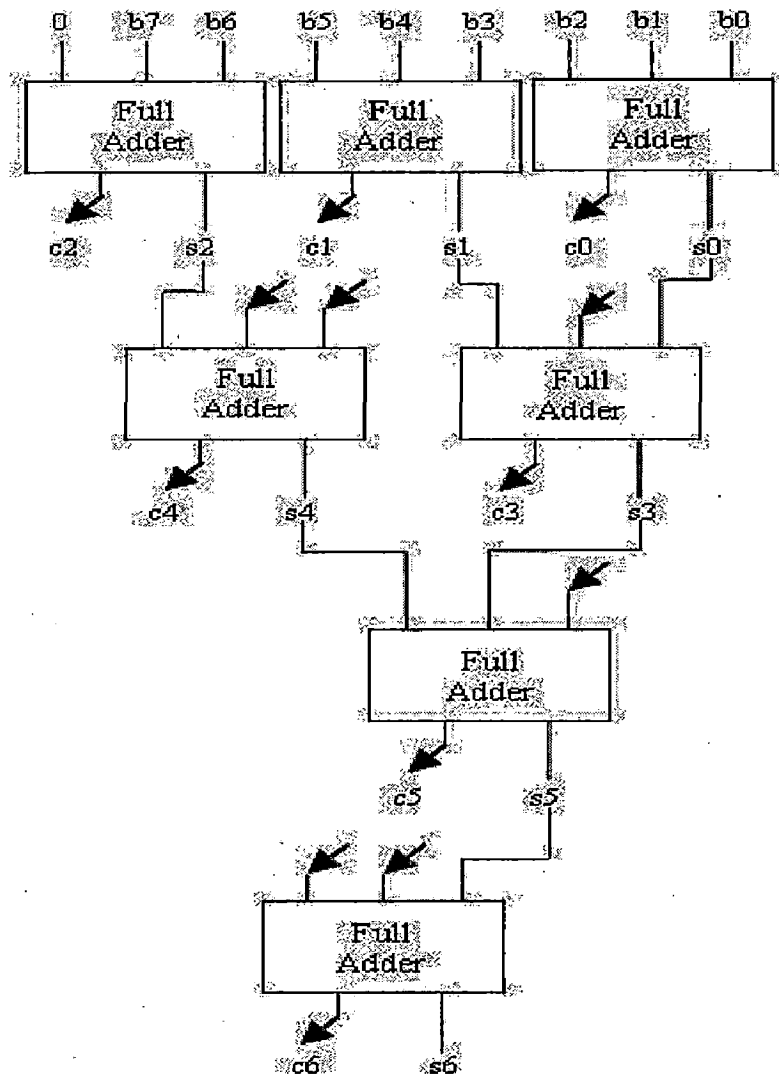 0 b7 b6 b5 b4 b3 b2 b1 b0
Full Adder
Full Adder
Full Adder
c2 s2 c1 s1 c0 s0
Full Adder
Full Adder
c4 s4 c3 s3
Full Adder
c5 s5
Full Adder
c6 s6